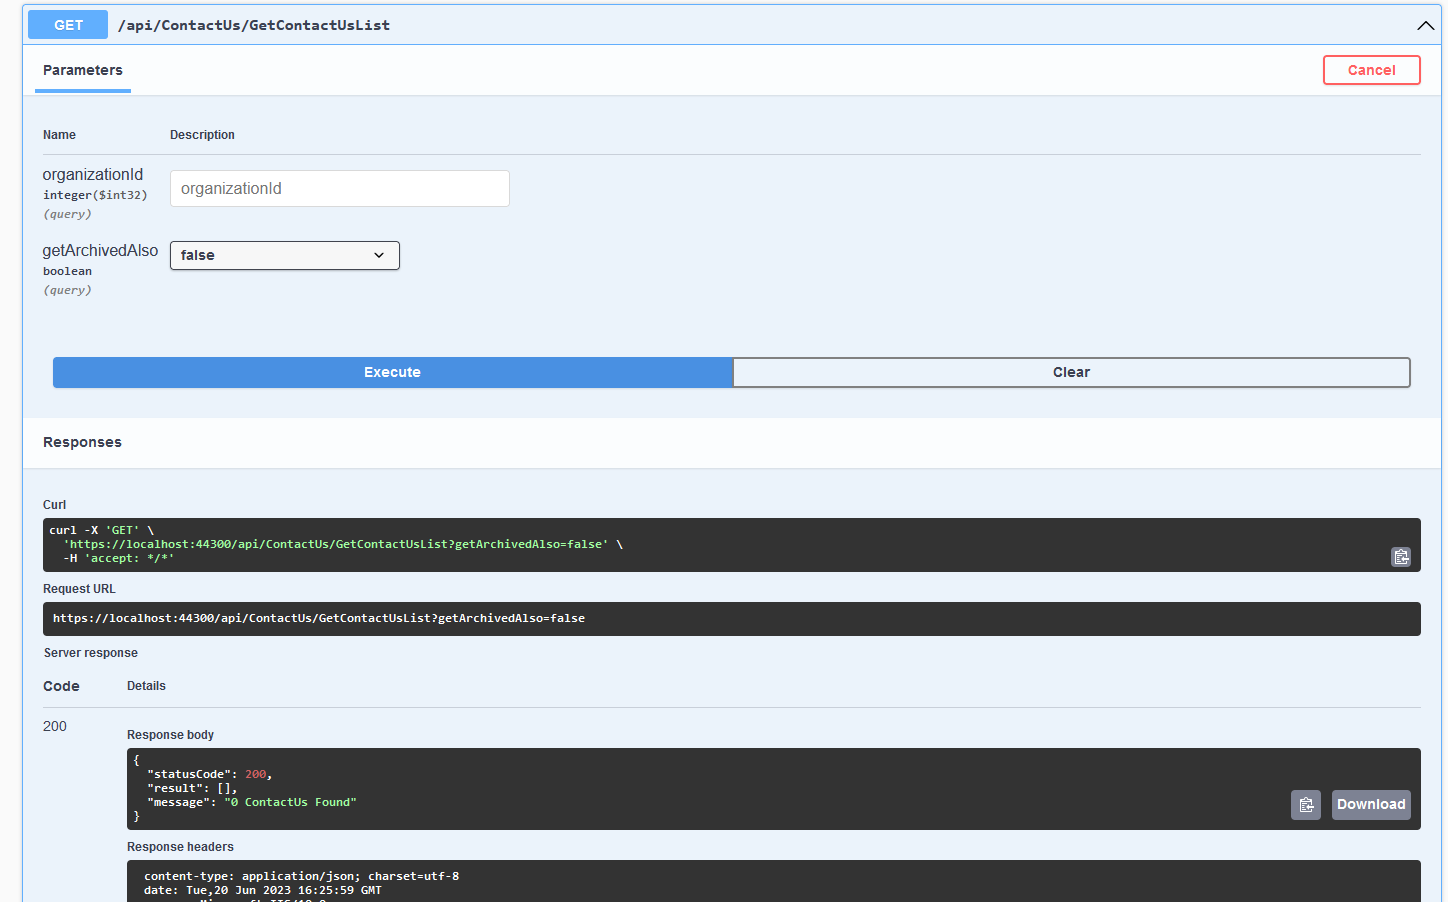 GET /api/ContactUs/GetContactUsList
Parameters
Cancel
Name Description
organizationId
integer($int32)
(query)
organizationId
getArchivedAlso
boolean
(query)
false
Execute Clear
Responses
Curl
curl -X 'GET' \
'https://localhost:44300/api/ContactUs/GetContactUsList?getArchivedAlso=false' \
-H 'accept: */*'
Request URL
https://localhost:44300/api/ContactUs/GetContactUsList?getArchivedAlso=false
Server response
Code Details
200
Response body
{
"statusCode": 200,
"result": [],
"message": "0 ContactUs Found"
}
Download
Response headers
content-type: application/json; charset=utf-8
date: Tue,20 Jun 2023 16:25:59 GMT